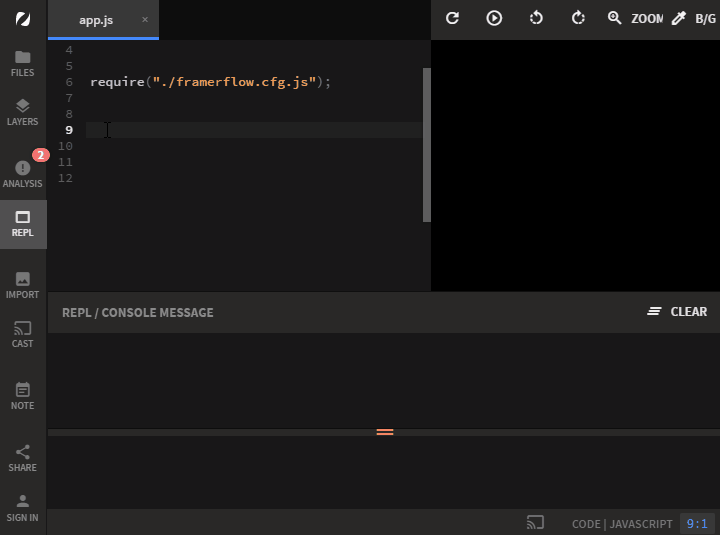 app.js ×
ZOOM B/G
FILES
LAYERS
2
ANALYSIS
REPL
IMPORT
CAST
NOTE
SHARE
SIGN IN
4
5
6 require("./framerflow.cfg.js");
7
8
9
10
11
12
REPL / CONSOLE MESSAGE CLEAR
CODE | JAVASCRIPT 9:1